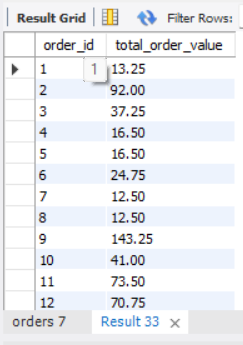 Result Grid Filter Rows:
order_id total_order_value
1 1 13.25
2 92.00
3 37.25
4 16.50
5 16.50
6 24.75
7 12.50
8 12.50
9 143.25
10 41.00
11 73.50
12 70.75
orders 7 Result 33 ×